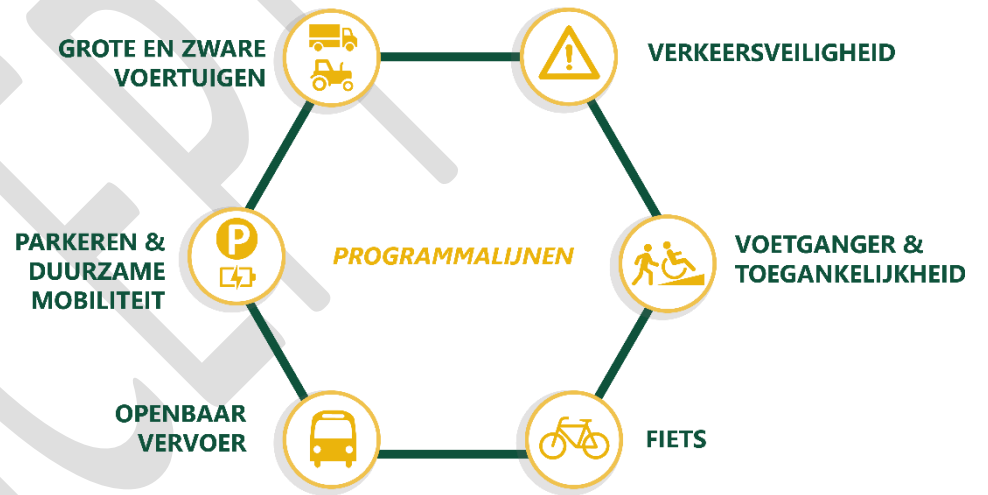 GROTE EN ZWARE
VOERTUIGEN
VERKEERSVEILIGHEID
PARKEREN &
DUURZAME
MOBILITEIT
P
PROGRAMMALIJNEN
VOETGANGER &
TOEGANKELIJKHEID
OPENBAAR
VERVOER
FIETS